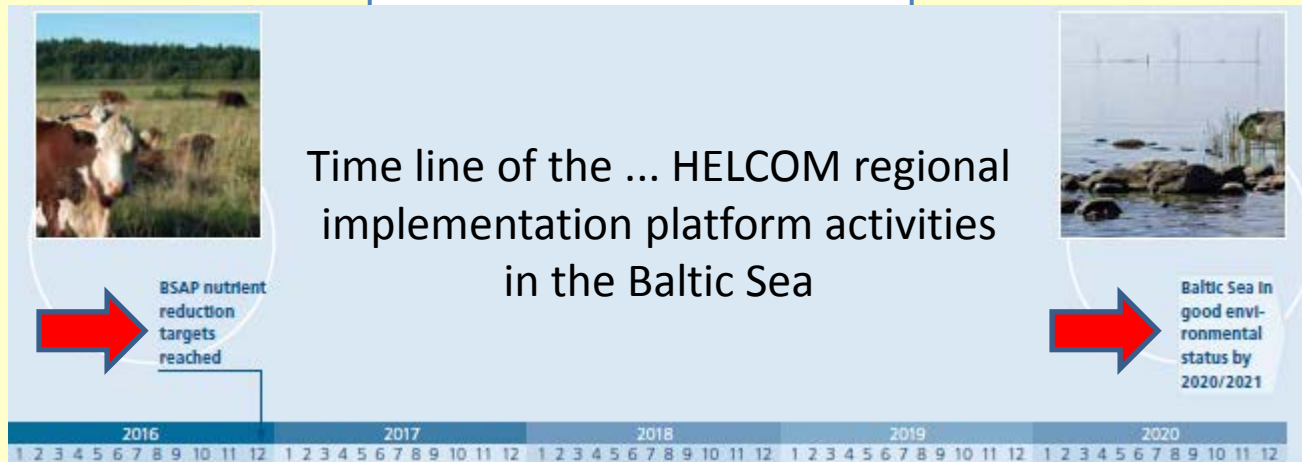 Time line of the ... HELCOM regional
implementation platform activities
in the Baltic Sea
BSAP nutrient
reduction
targets
reached
Baltic Sea in
good envi-
ronmental
status by
2020/2021
2016 2017 2018 2019 2020
1 2 3 4 5 6 7 8 9 10 11 12 1 2 3 4 5 6 7 8 9 10 11 12 1 2 3 4 5 6 7 8 9 10 11 12 1 2 3 4 5 6 7 8 9 10 11 12 1 2 3 4 5 6 7 8 9 10 11 12